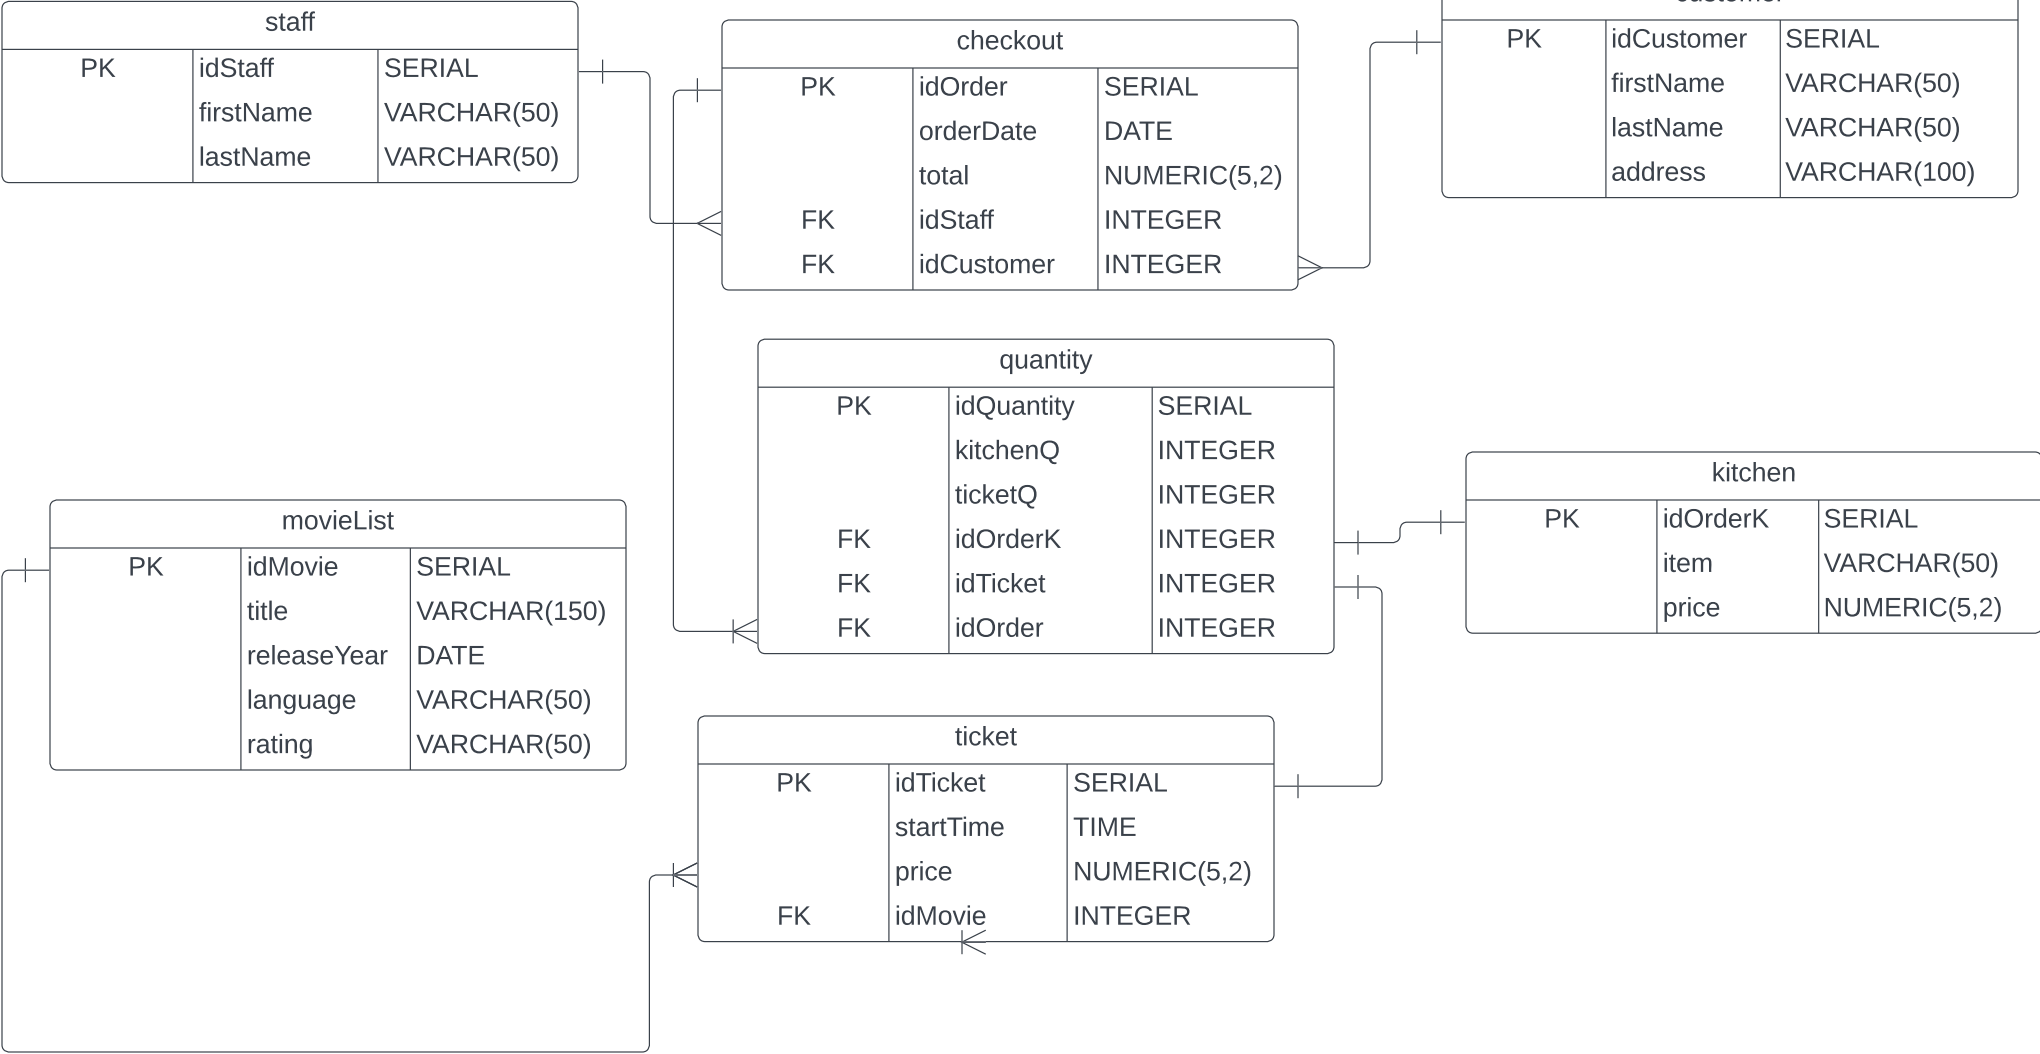 staff
PK idStaff SERIAL
firstName VARCHAR(50)
lastName VARCHAR(50)
checkout
PK idOrder SERIAL
orderDate DATE
total NUMERIC(5,2)
FK idStaff INTEGER
FK idCustomer INTEGER
PK idCustomer SERIAL
firstName VARCHAR(50)
lastName VARCHAR(50)
address VARCHAR(100)
quantity
PK idQuantity SERIAL
kitchenQ INTEGER
ticketQ INTEGER
FK idOrderK INTEGER
FK idTicket INTEGER
FK idOrder INTEGER
kitchen
PK idOrderK SERIAL
item VARCHAR(50)
price NUMERIC(5,2)
movieList
PK idMovie SERIAL
title VARCHAR(150)
releaseYear DATE
language VARCHAR(50)
rating VARCHAR(50)
ticket
PK idTicket SERIAL
startTime TIME
price NUMERIC(5,2)
FK idMovie INTEGER